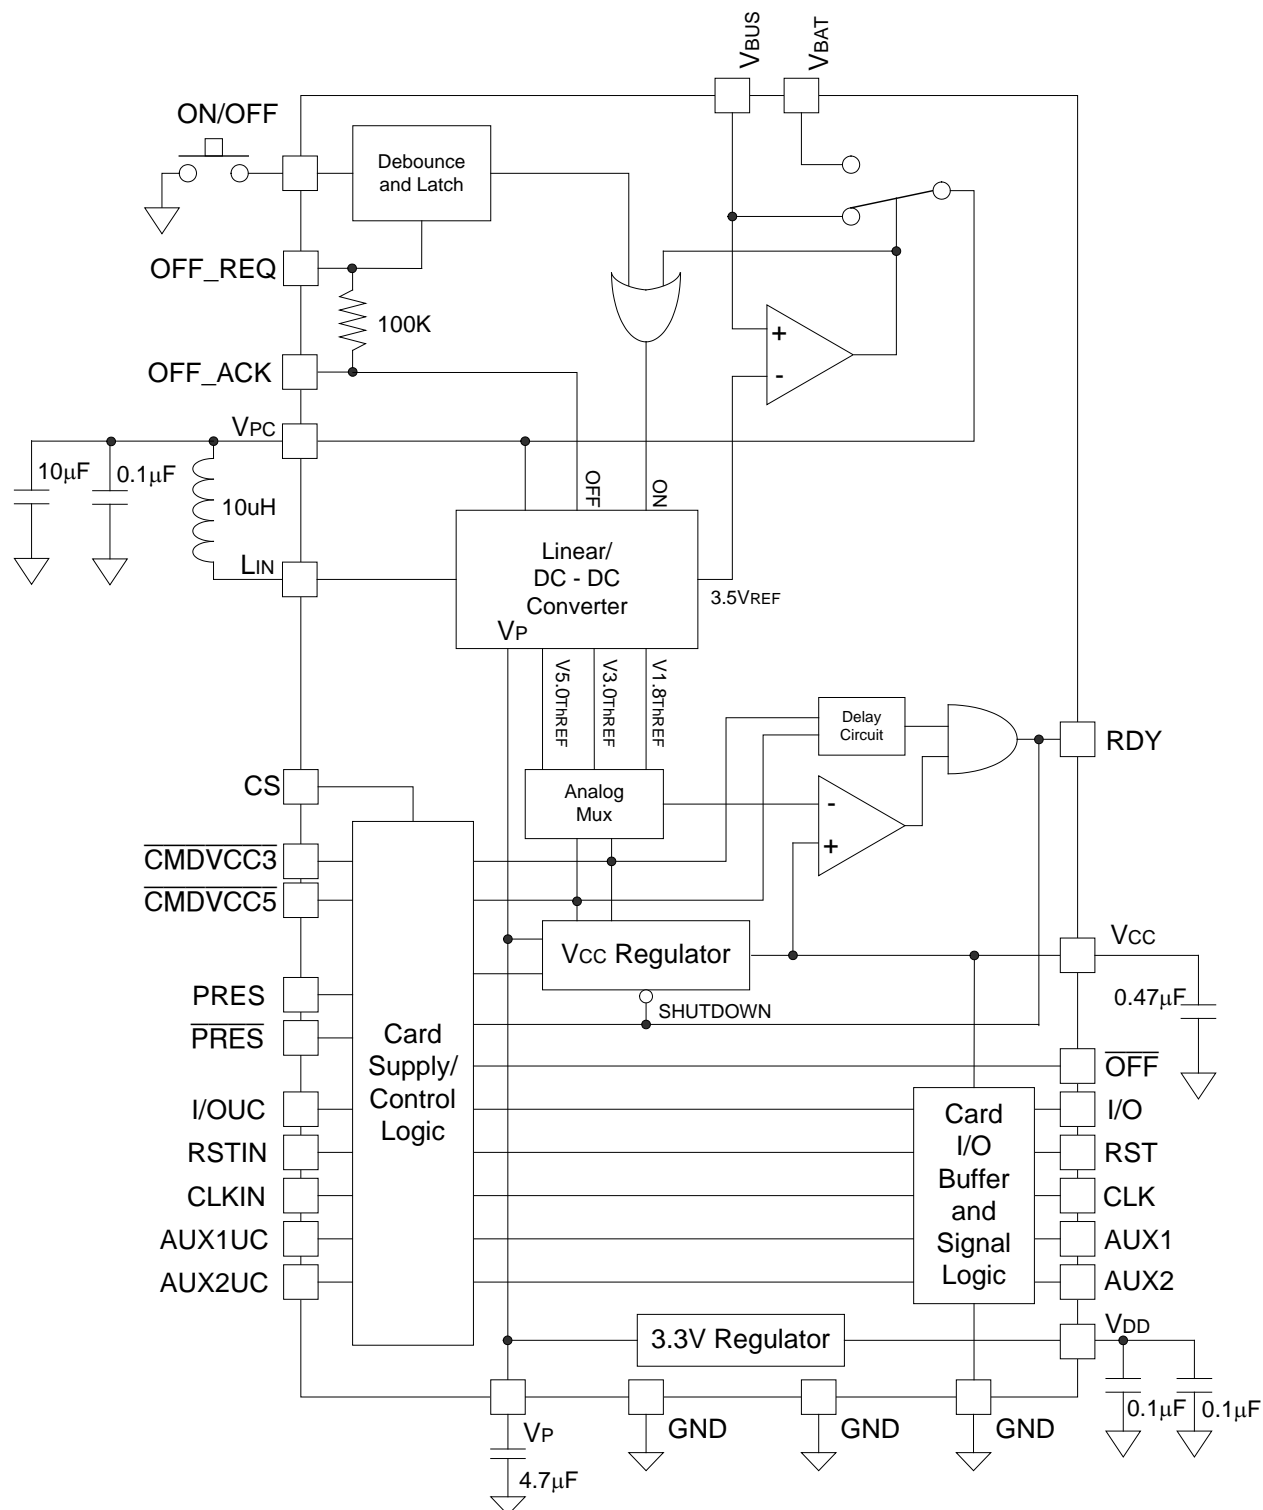 VBUS
VBAT
ON/OFF
Debounce
and Latch
OFF_REQ
100K
+
-
OFF_ACK
VPC
10μF
0.1μF
10uH
OFF
ON
LIN
Linear/
DC - DC
Converter
VP
3.5VREF
V5.0ThREF
V3.0ThREF
V1.8ThREF
Delay
Circuit
RDY
CS
Analog
Mux
-
+
CMDVCC3
CMDVCC5
VCC Regulator
VCC
SHUTDOWN
0.47μF
PRES
PRES
Card
Supply/
Control
Logic
OFF
I/OUC
RSTIN
CLKIN
AUX1UC
AUX2UC
Card
I/O
Buffer
and
Signal
Logic
I/O
RST
CLK
AUX1
AUX2
3.3V Regulator
VDD
0.1μF
0.1μF
VP
GND
GND
GND
4.7μF